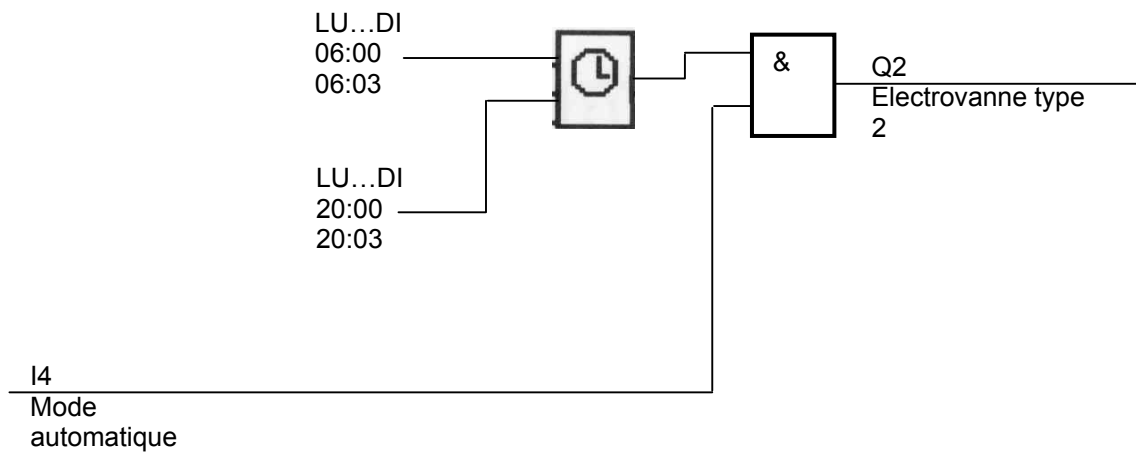 LU…DI
06:00
06:03
&
Q2
Electrovanne type
2
LU…DI
20:00
20:03
I4
Mode
automatique